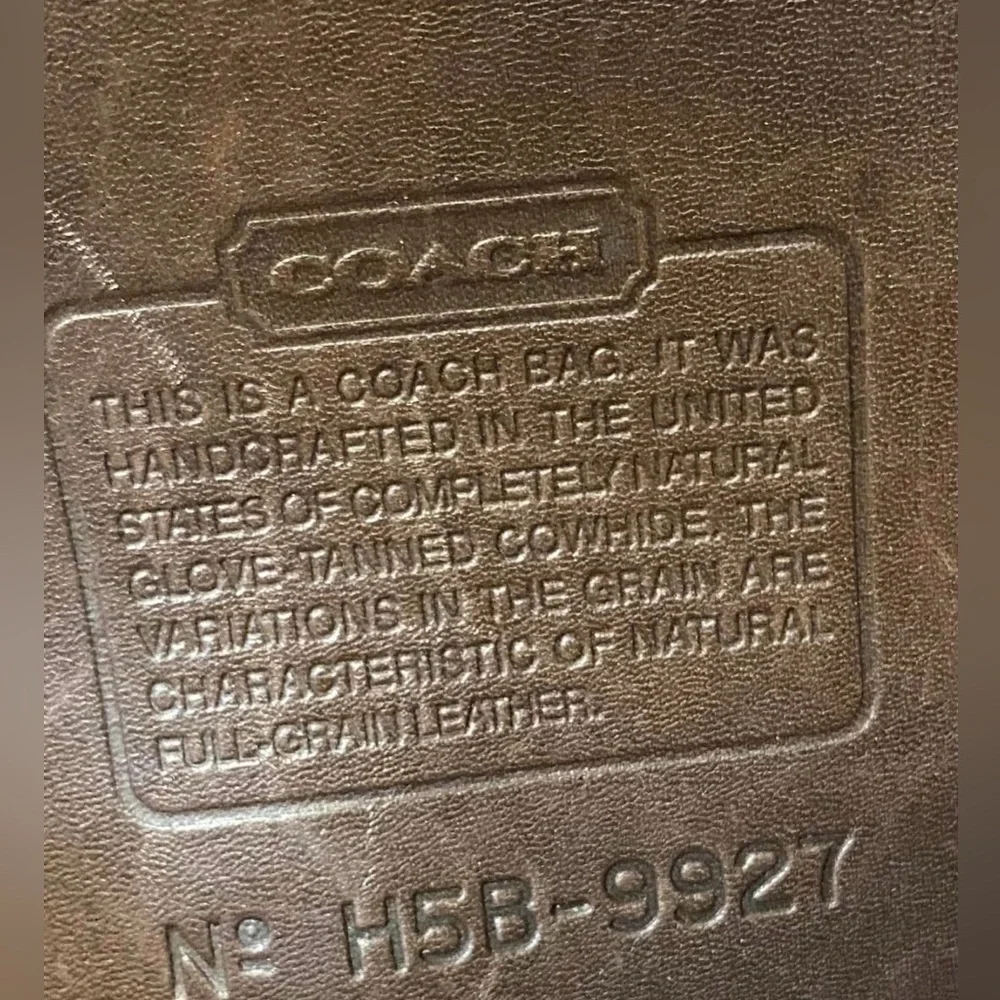 COACH
THIS IS A COACH BAG. IT WAS
HANDCRAFTED IN THE UNITED
STATES OF COMPLETELY NATURAL
GLOVE-TANNED COWHIDE. THE
VARIATIONS IN THE GRAIN ARE
CHARACTERISTIC OF NATURAL
FULL-GRAIN LEATHER.
Nº H5B-9927